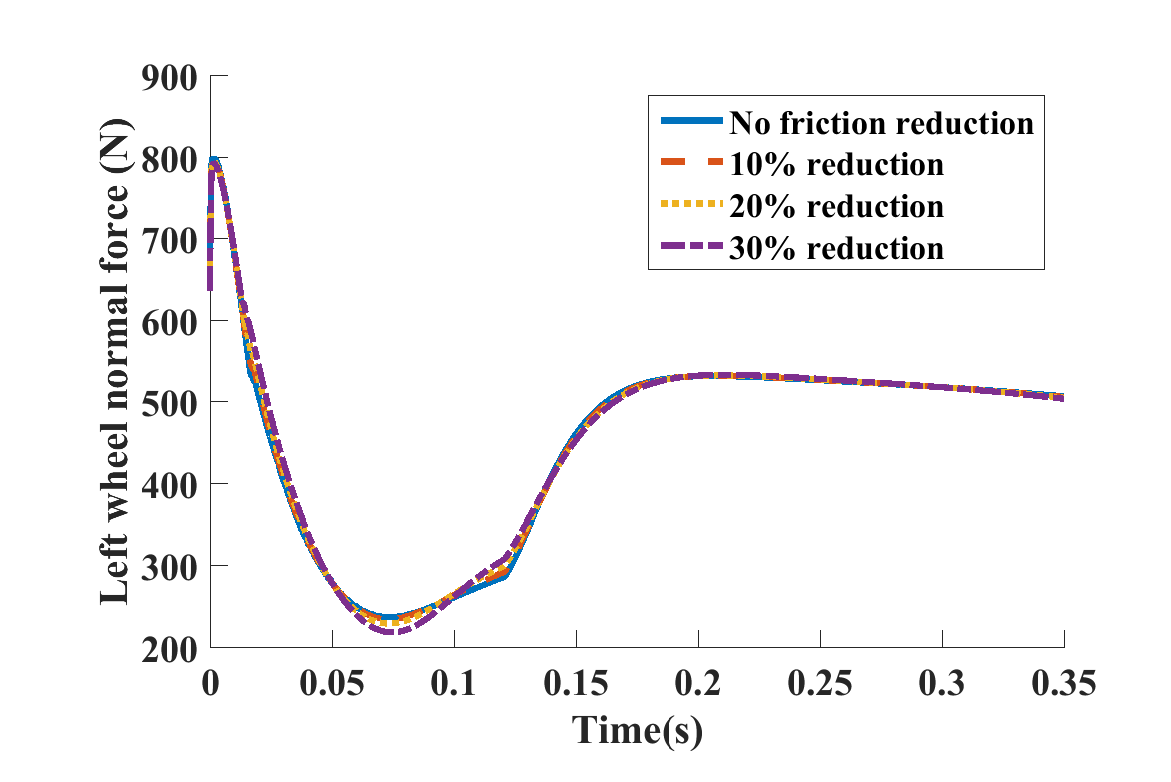 900
800
700
600
500
400
300
200
Left wheel normal force (N)
No friction reduction
10% reduction
20% reduction
30% reduction
0 0.05 0.1 0.15 0.2 0.25 0.3 0.35
Time(s)